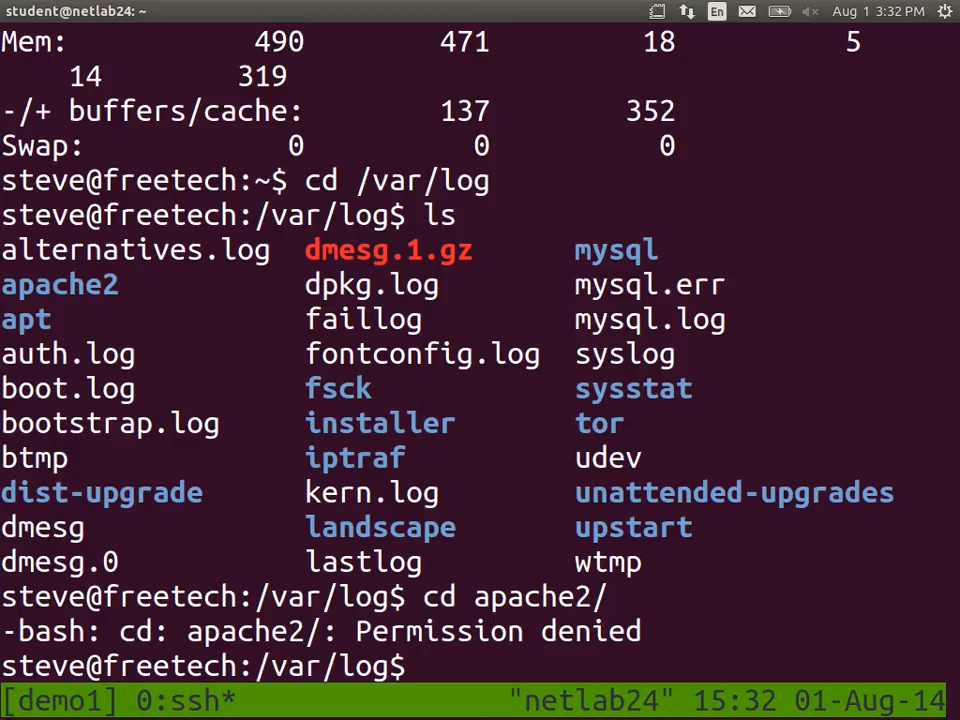 student@netlab24: ~ En Aug 1 3:32 PM
Mem: 490 471 18 5
14 319
-/+ buffers/cache: 137 352
Swap: 0 0 0
steve@freetech:~$ cd /var/log
steve@freetech:/var/log$ ls
alternatives.log dmesg.1.gz mysql
apache2 dpkg.log mysql.err
apt faillog mysql.log
auth.log fontconfig.log syslog
boot.log fsck sysstat
bootstrap.log installer tor
btmp iptraf udev
dist-upgrade kern.log unattended-upgrades
dmesg landscape upstart
dmesg.0 lastlog wtmp
steve@freetech:/var/log$ cd apache2/
-bash: cd: apache2/: Permission denied
steve@freetech:/var/log$
[demo1] 0:ssh* "netlab24" 15:32 01-Aug-14